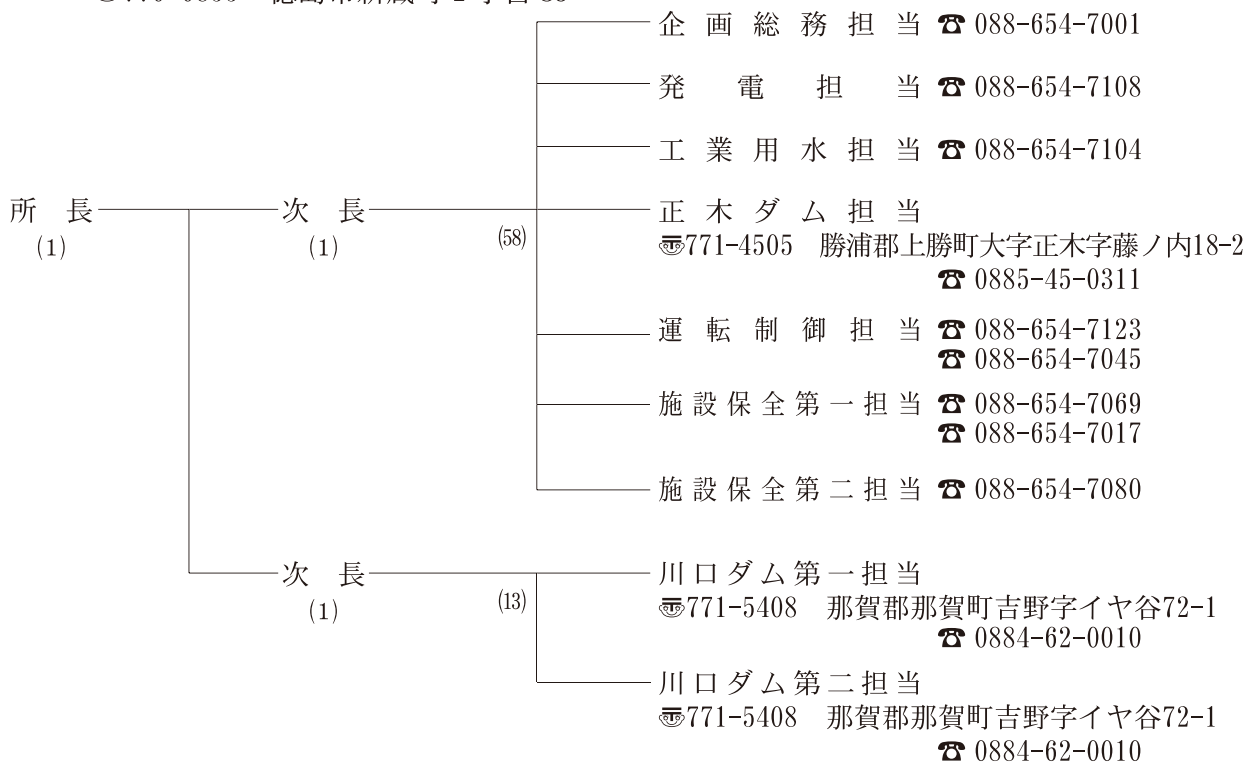 企画総務担当 ☎ 088-654-7001
発電担当 ☎ 088-654-7108
工業用水担当 ☎ 088-654-7104
所長
(1)
次長
(1)
(58)
正木ダム担当
〠771-4505 勝浦郡上勝町大字正木字藤ノ内18-2
☎ 0885-45-0311
運転制御担当 ☎ 088-654-7123
☎ 088-654-7045
施設保全第一担当 ☎ 088-654-7069
☎ 088-654-7017
施設保全第二担当 ☎ 088-654-7080
次長
(1)
(13)
川口ダム第一担当
〠771-5408 那賀郡那賀町吉野字イヤ谷72-1
☎ 0884-62-0010
川口ダム第二担当
〠771-5408 那賀郡那賀町吉野字イヤ谷72-1
☎ 0884-62-0010